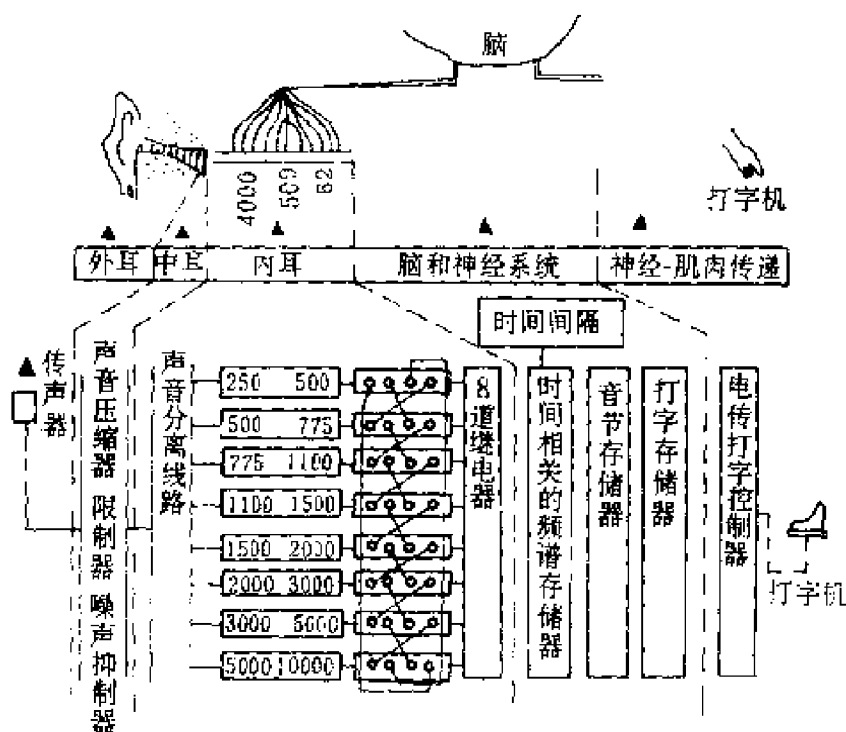 脑
4000
500
82
打字机
外耳
中耳
内耳
脑和神经系统
神经-肌肉传递
时间间隔
传声器
声音压缩器
限制器
噪声抑制器
声音分离线路
250 500
500 775
775 1100
1100 1500
1500 2000
2000 3000
3000 5000
5000 10000
8道继电器
时间相关的频谱存储器
音节存储器
打字存储器
电传打字控制器
打字机